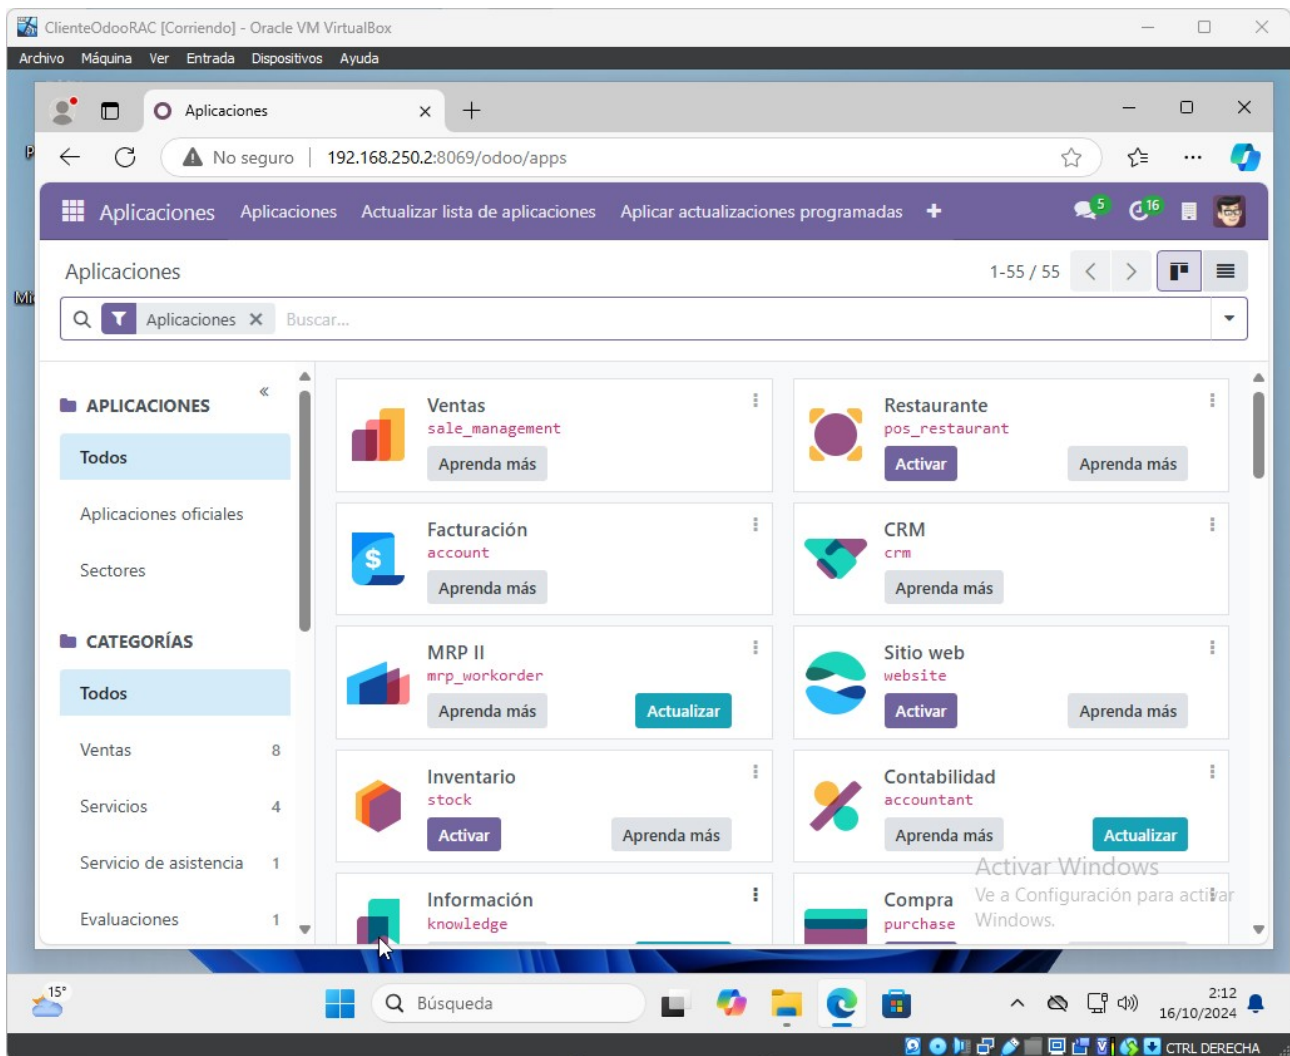 ClienteOdooRAC [Corriendo] - Oracle VM VirtualBox
Archivo Máquina Ver Entrada Dispositivos Ayuda
Aplicaciones
No seguro 192.168.250.2:8069/odoo/apps
Aplicaciones Aplicaciones Actualizar lista de aplicaciones Aplicar actualizaciones programadas + 5 16
Aplicaciones 1-55 / 55
Aplicaciones Buscar...
APLICACIONES
Todos
Aplicaciones oficiales
Sectores
CATEGORÍAS
Todos
Ventas 8
Servicios 4
Servicio de asistencia 1
Evaluaciones 1
Ventas
sale_management
Aprenda más
Restaurante
pos_restaurant
Activar Aprenda más
Facturación
account
Aprenda más
CRM
crm
Aprenda más
MRP II
mrp_workorder
Aprenda más Actualizar
Sitio web
website
Activar Aprenda más
Inventario
stock
Activar Aprenda más
Contabilidad
accountant
Aprenda más Actualizar
Información
knowledge
Compra
purchase
Activar Windows
Ve a Configuración para activar
Windows.
15°
Búsqueda
2:12
16/10/2024
CTRL DERECHA